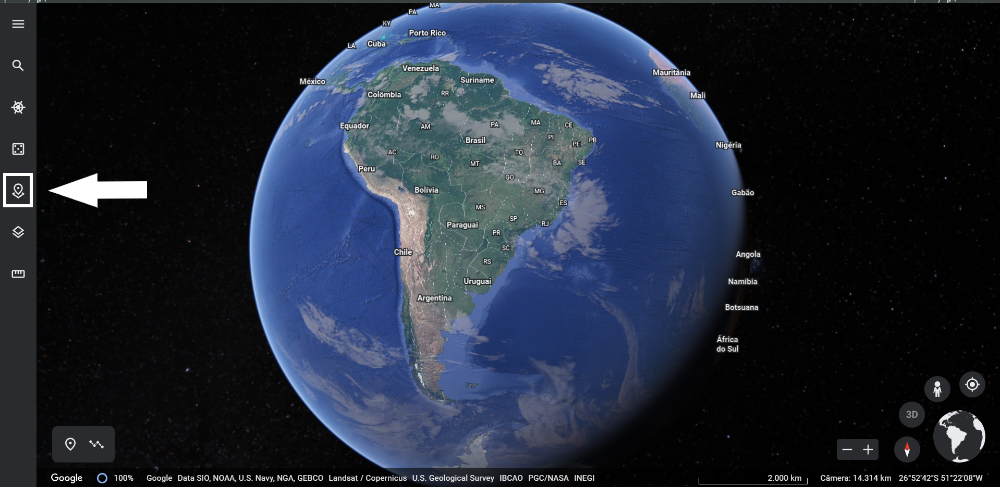 MA
PA
KY
Porto Rico
Cuba
LA
Venezuela
Mauritânia
México
Suriname
Colômbia
RR
Mali
Equador
AM
PA
MA
CE
Brasil
PI
PE
PB
Nigéria
AC
RO
TO
MT
BA
SE
Peru
GO
Bolívia
MG
Gabão
ES
MS
SP
Paraguai
RJ
PR
SC
Chile
Angola
RS
Uruguai
Namíbia
Argentina
Botsuana
África
do Sul
3D
Google 100% Google Data SIO, NOAA, U.S. Navy, NGA, GEBCO Landsat / Copernicus U.S. Geological Survey IBCAO PGC/NASA INEGI 2.000 km Câmera: 14.314 km 26°52'42"S 51°22'08"W